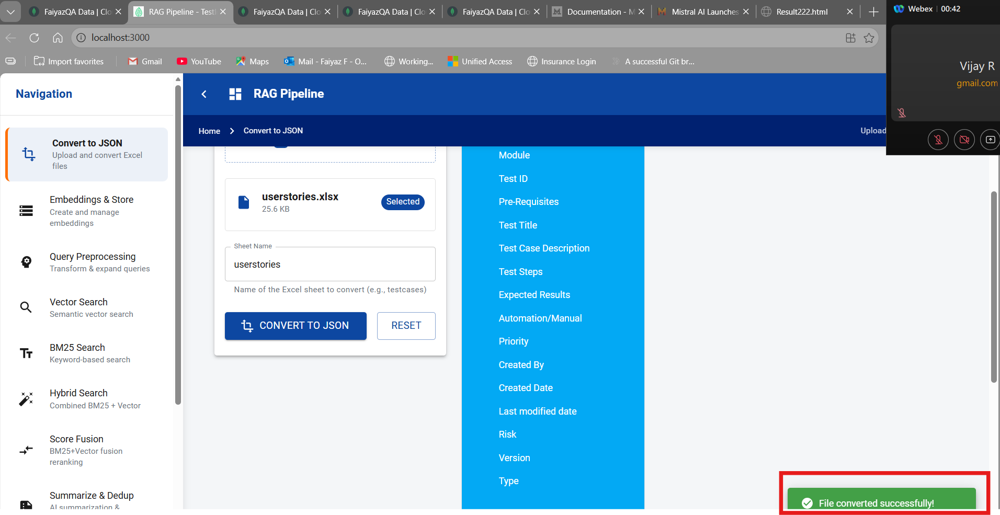 FaiyazQA Data | Clo
RAG Pipeline - Test
FaiyazQA Data | Clo
FaiyazQA Data | Clo
FaiyazQA Data | Clo
Documentation - M
Mistral AI Launches
Result222.html
Webex | 00:42
localhost:3000
Import favorites
Gmail
YouTube
Maps
Mail - Faiyaz F - O...
Working...
Unified Access
Insurance Login
A successful Git br...
Vijay R
gmail.com
Navigation
Convert to JSON
Upload and convert Excel
files
Embeddings & Store
Create and manage
embeddings
Query Preprocessing
Transform & expand queries
Vector Search
Semantic vector search
BM25 Search
Keyword-based search
Hybrid Search
Combined BM25 + Vector
Score Fusion
BM25+Vector fusion
reranking
Summarize & Dedup
AI summarization &
RAG Pipeline
Home > Convert to JSON
Upload
userstories.xlsx
25.6 KB
Selected
Sheet Name
userstories
Name of the Excel sheet to convert (e.g., testcases)
CONVERT TO JSON
RESET
Module
Test ID
Pre-Requisites
Test Title
Test Case Description
Test Steps
Expected Results
Automation/Manual
Priority
Created By
Created Date
Last modified date
Risk
Version
Type
File converted successfully!